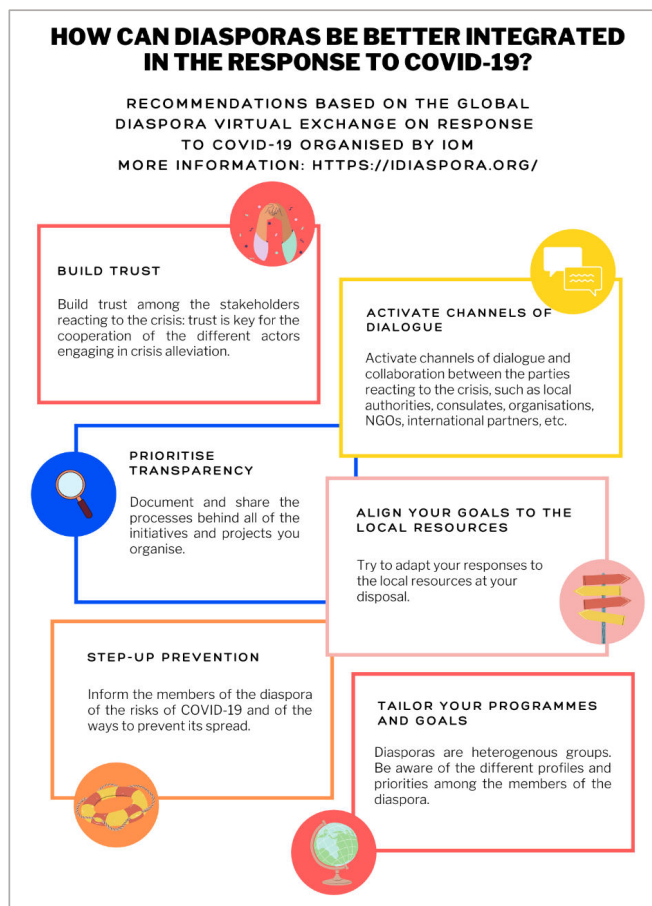 HOW CAN DIASPORAS BE BETTER INTEGRATED
IN THE RESPONSE TO COVID-19?
RECOMMENDATIONS BASED ON THE GLOBAL
DIASPORA VIRTUAL EXCHANGE ON RESPONSE
TO COVID-19 ORGANISED BY IOM
MORE INFORMATION: HTTPS://IDIASPORA.ORG/
BUILD TRUST
Build trust among the stakeholders
reacting to the crisis: trust is key for the
cooperation of the different actors
engaging in crisis alleviation.
ACTIVATE CHANNELS OF
DIALOGUE
Activate channels of dialogue and
collaboration between the parties
reacting to the crisis, such as local
authorities, consulates, organisations,
NGOs, international partners, etc.
PRIORITISE
TRANSPARENCY
Document and share the
processes behind all of the
initiatives and projects you
organise.
ALIGN YOUR GOALS TO THE
LOCAL RESOURCES
Try to adapt your responses to
the local resources at your
disposal.
STEP-UP PREVENTION
Inform the members of the diaspora
of the risks of COVID-19 and of the
ways to prevent its spread.
TAILOR YOUR PROGRAMMES
AND GOALS
Diasporas are heterogenous groups.
Be aware of the different profiles and
priorities among the members of the
diaspora.